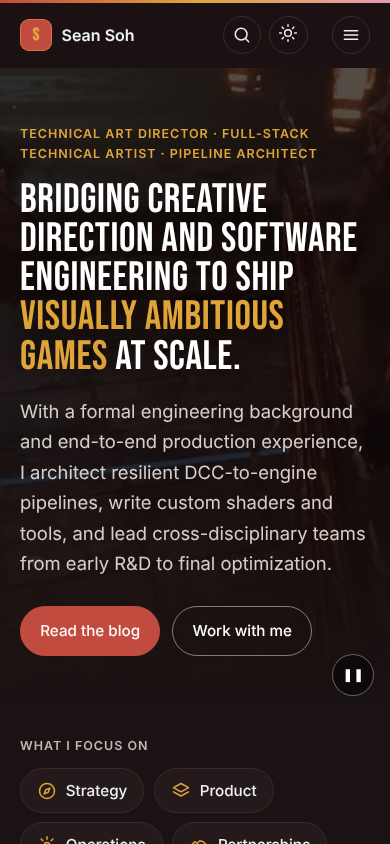 S
Sean Soh
TECHNICAL ART DIRECTOR · FULL-STACK
TECHNICAL ARTIST · PIPELINE ARCHITECT
BRIDGING CREATIVE
DIRECTION AND SOFTWARE
ENGINEERING TO SHIP
VISUALLY AMBITIOUS
GAMES AT SCALE.
With a formal engineering background
and end-to-end production experience,
I architect resilient DCC-to-engine
pipelines, write custom shaders and
tools, and lead cross-disciplinary teams
from early R&D to final optimization.
Read the blog
Work with me
WHAT I FOCUS ON
Strategy
Product
Operations
Partnerships